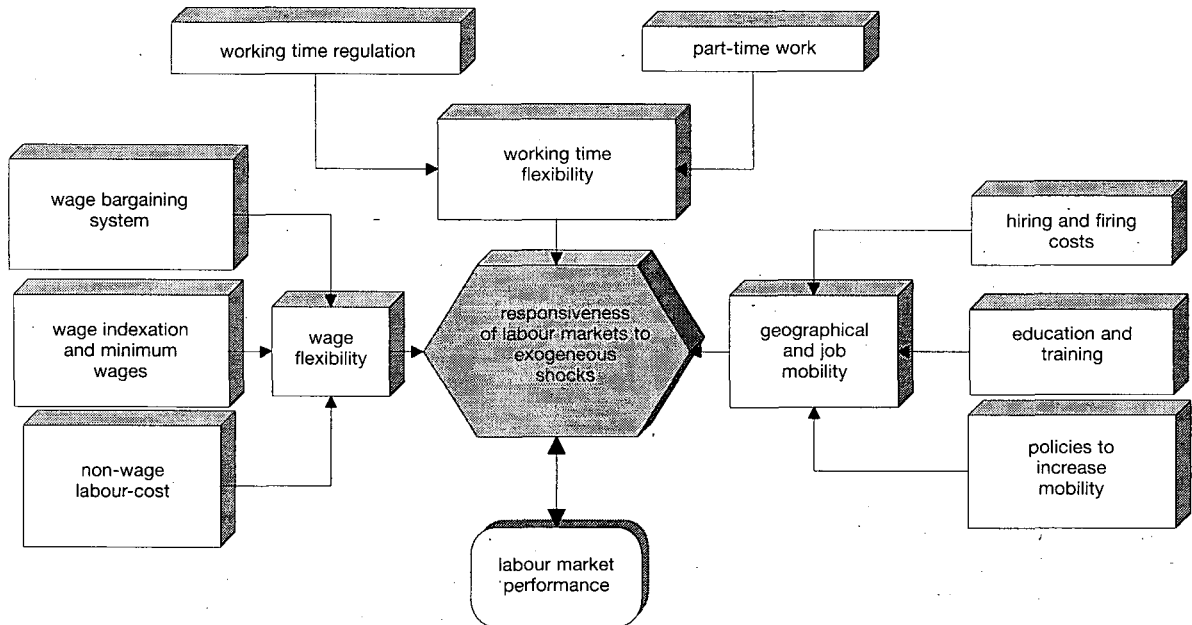 working time regulation
part-time work
working time
flexibility
wage bargaining
system
hiring and firing
costs
wage indexation
and minimum
wages
wage
flexibility
responsiveness
of labour markets to
exogeneous
shocks
geographical
and job
mobility
education and
training
non-wage
labour-cost
policies to
increase
mobility
labour market
performance